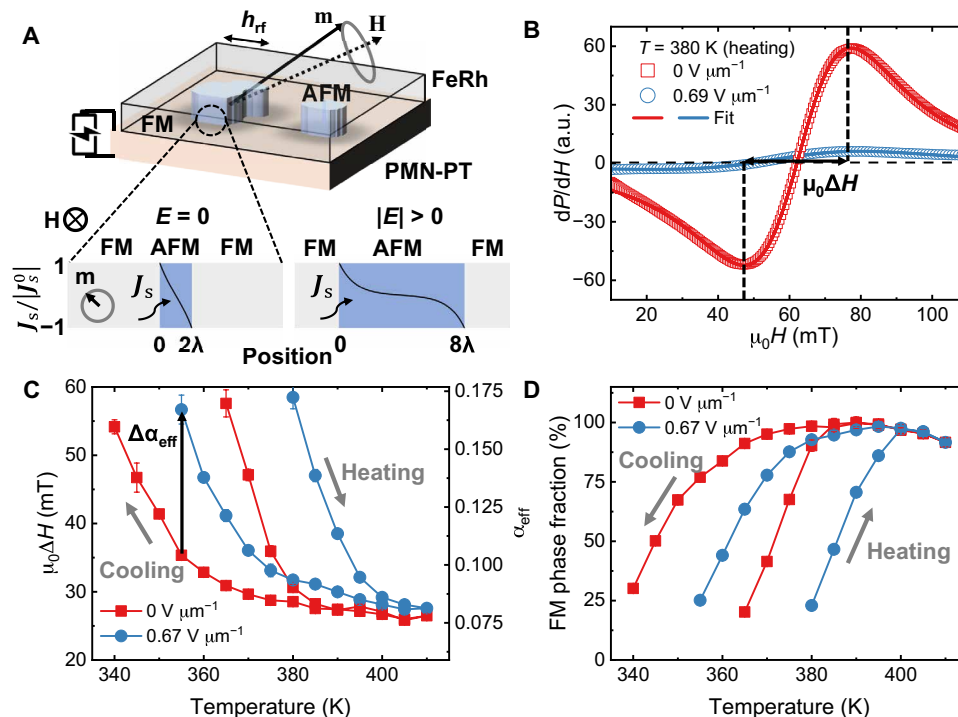 A
h_rf
m
H
FeRh
AFM
FM
PMN-PT
H
E = 0
|E| > 0
FM AFM FM
FM AFM FM
J_s/|J_s^0|
1
−1
m
J_s
J_s
0 2λ
0 8λ
Position
B
T = 380 K (heating)
0 V μm⁻¹
0.69 V μm⁻¹
Fit
μ₀ΔH
dP/dH (a.u.)
60
30
0
−30
−60
20 40 60 80 100
μ₀H (mT)
C
μ₀ΔH (mT)
60
50
40
30
20
α_eff
0.175
0.150
0.125
0.100
0.075
Δα_eff
Heating
Cooling
0 V μm⁻¹
0.67 V μm⁻¹
340 360 380 400
Temperature (K)
D
FM phase fraction (%)
125
100
75
50
25
0
0 V μm⁻¹
0.67 V μm⁻¹
Cooling
Heating
340 360 380 400
Temperature (K)